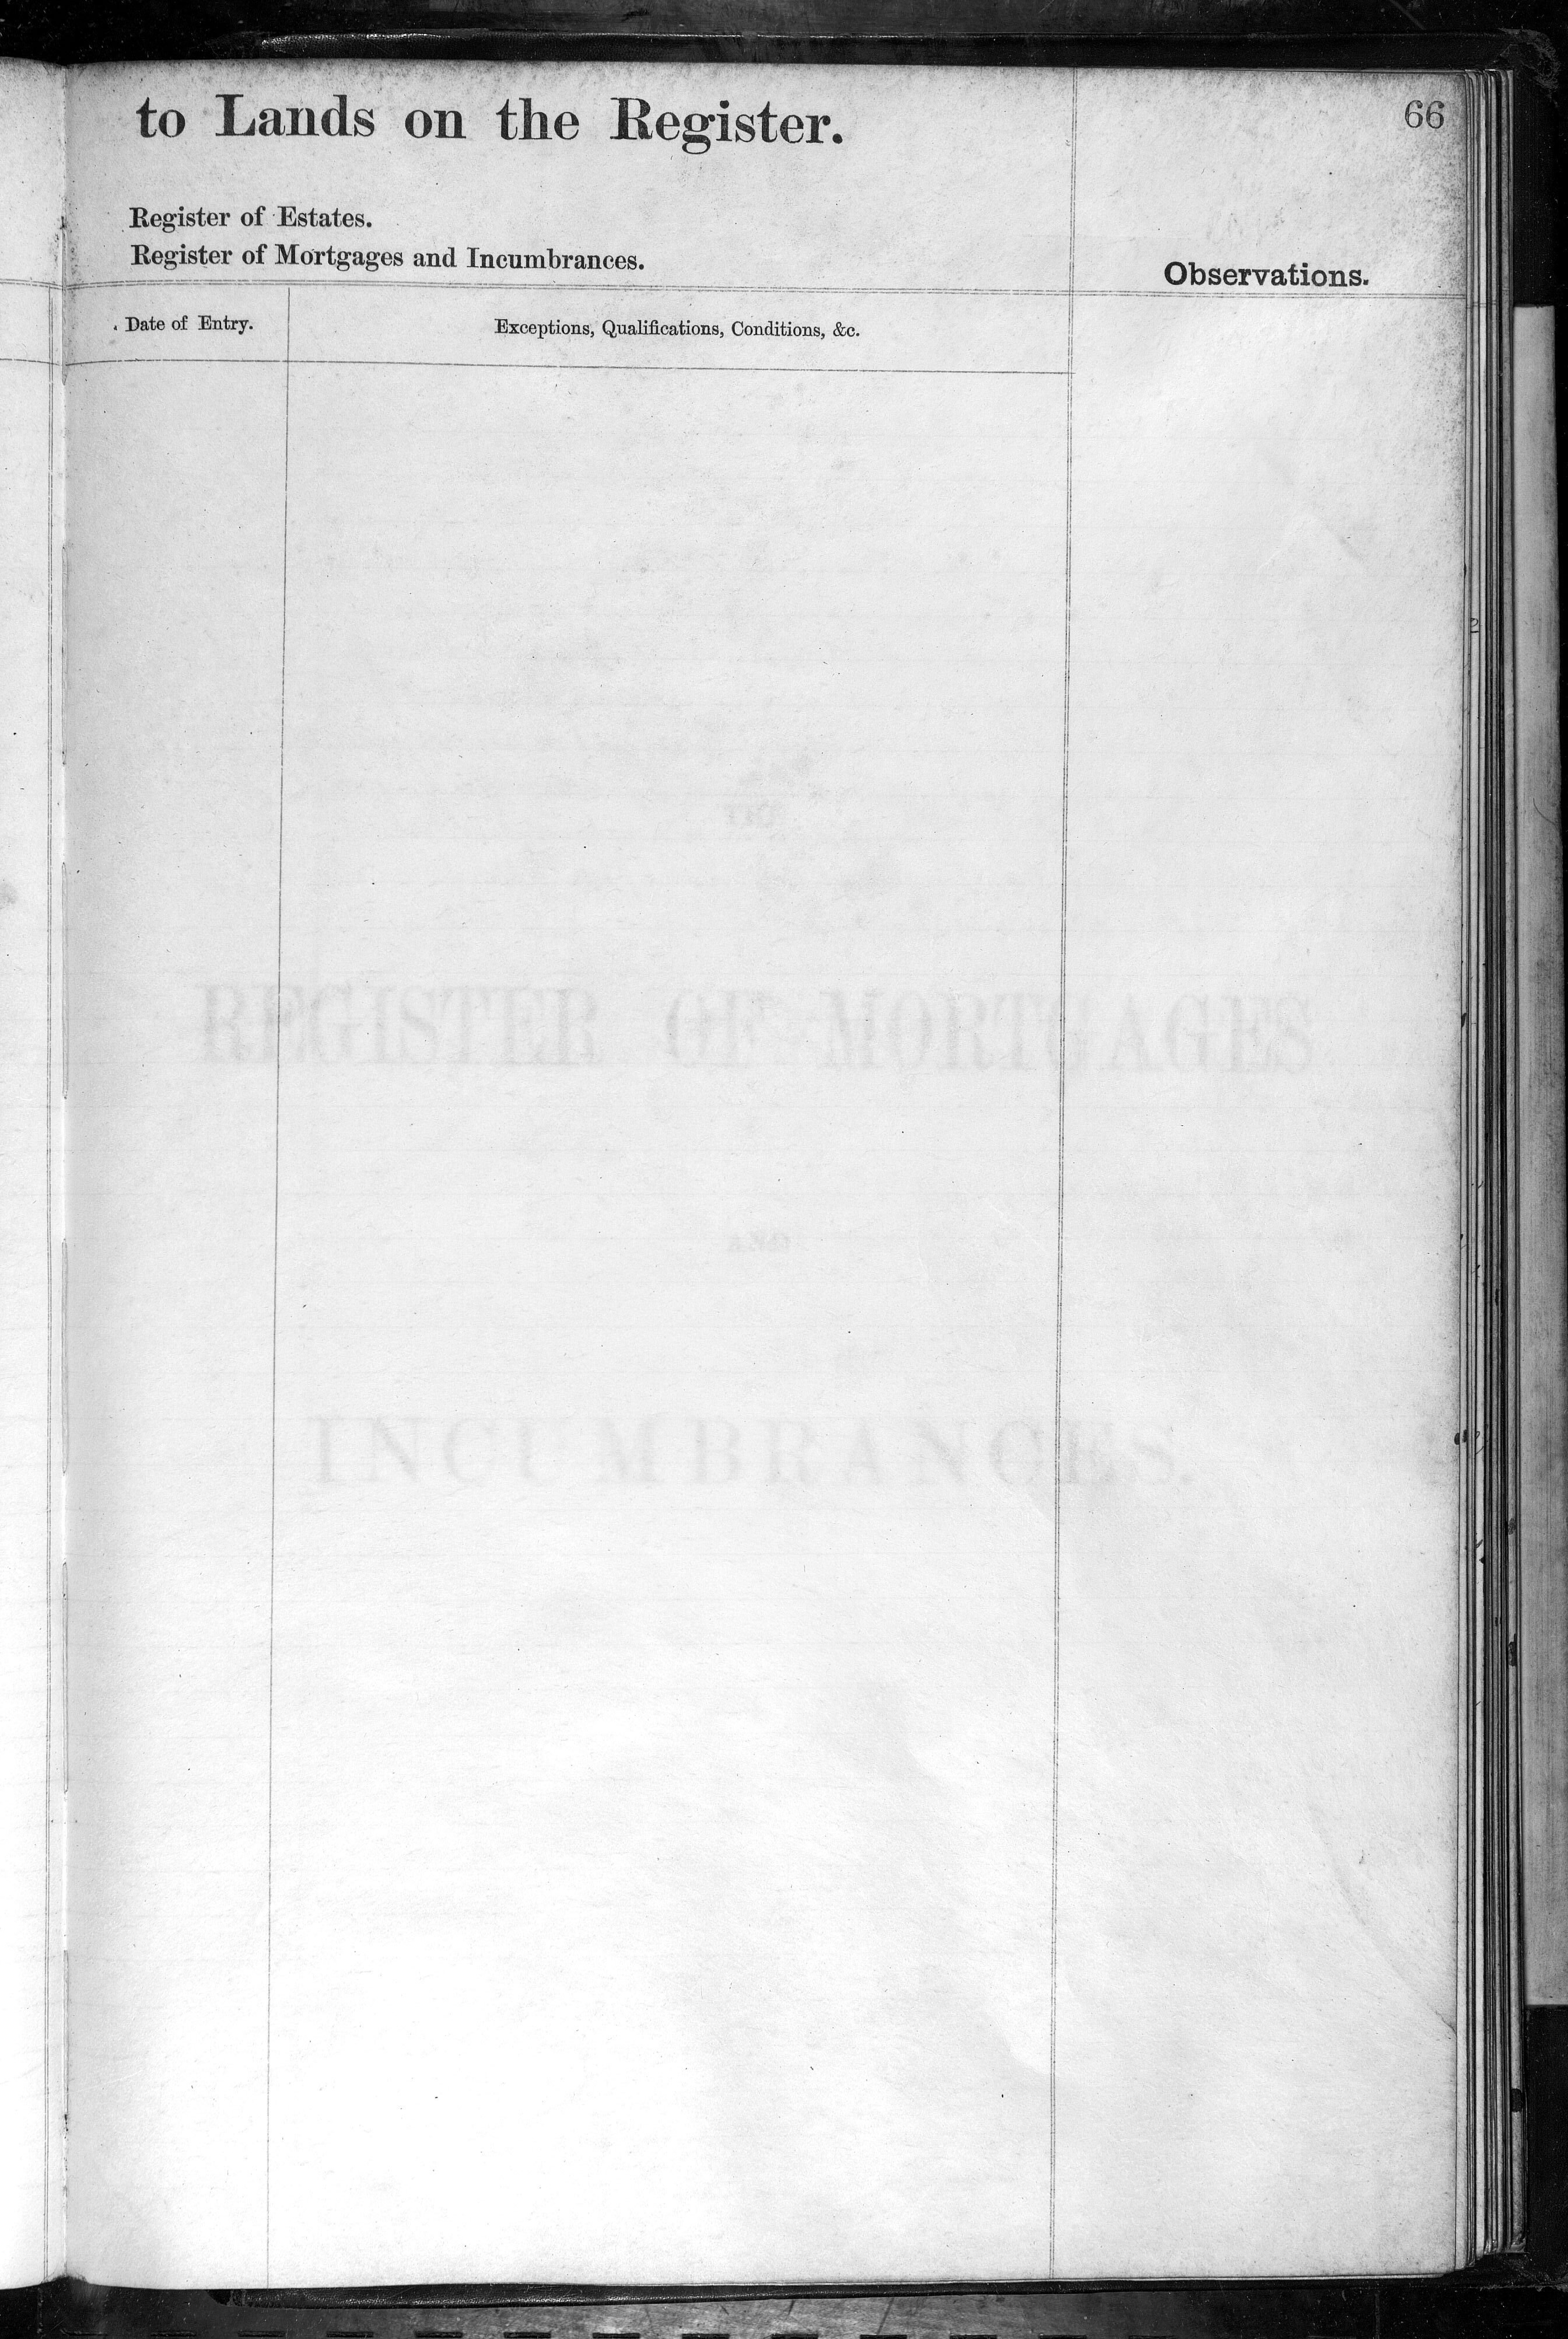 to Lands on the Register.
66
Register of Estates.
Register of Mortgages and Incumbrances.
Observations.
Date of Entry.
Exceptions, Qualifications, Conditions, &c.
REGISTER OF MORTGAGES
INCUMBRANCES.